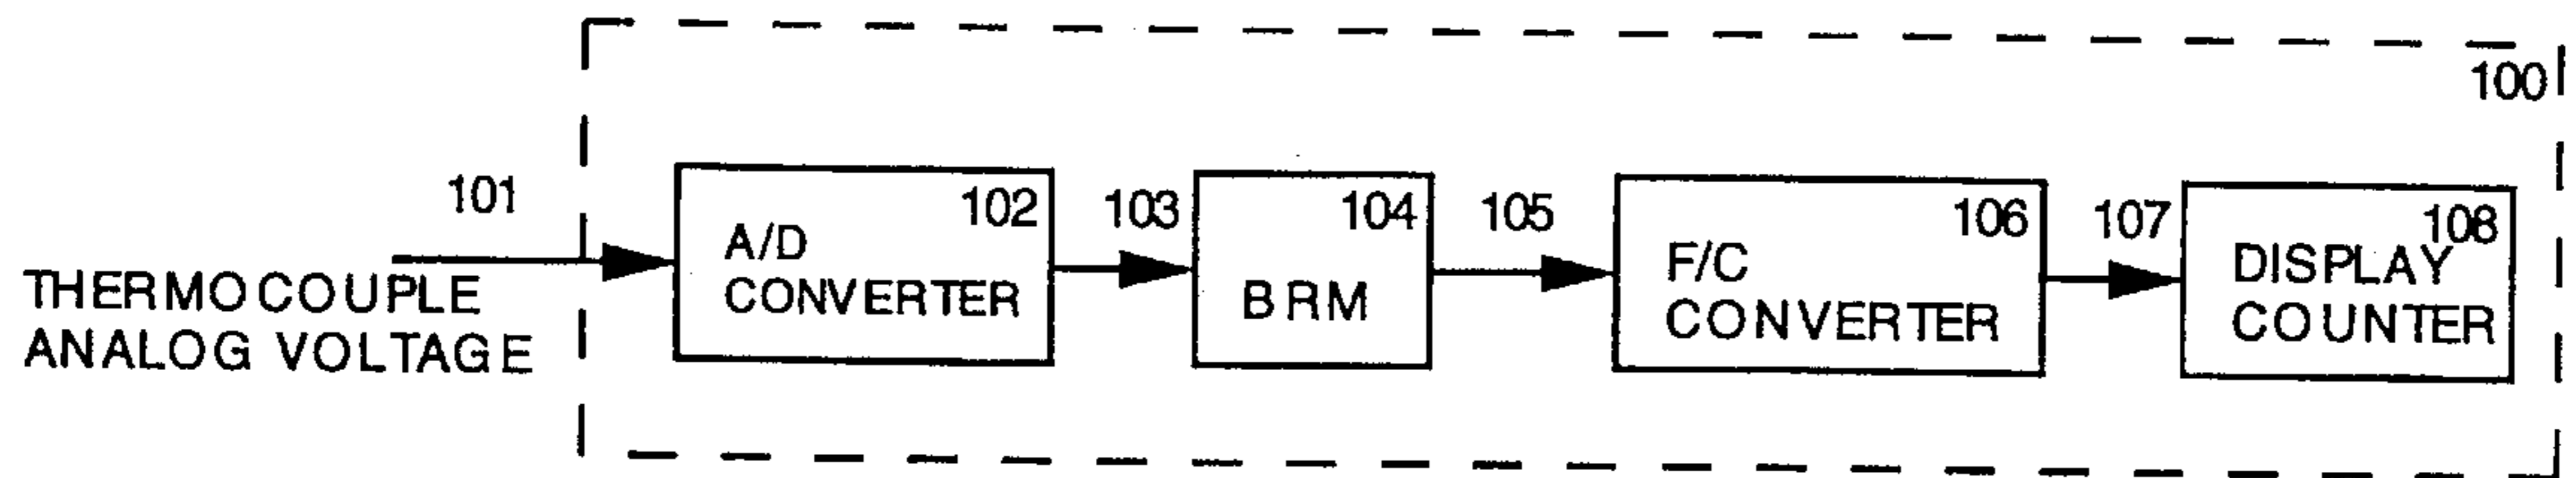 100
101
THERMOCOUPLE
ANALOG VOLTAGE
102
A/D
CONVERTER
103
104
BRM
105
106
F/C
CONVERTER
107
108
DISPLAY
COUNTER